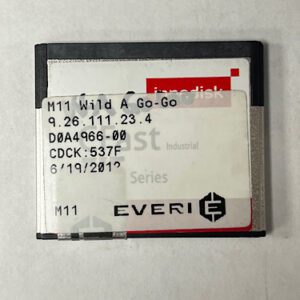 innodisk
M11 Wild A Go-Go
9.26.111.23.4
D0A4966-00
CDCK:537F
6/19/2012
Fast Industrial
Series
M11 EVERI E